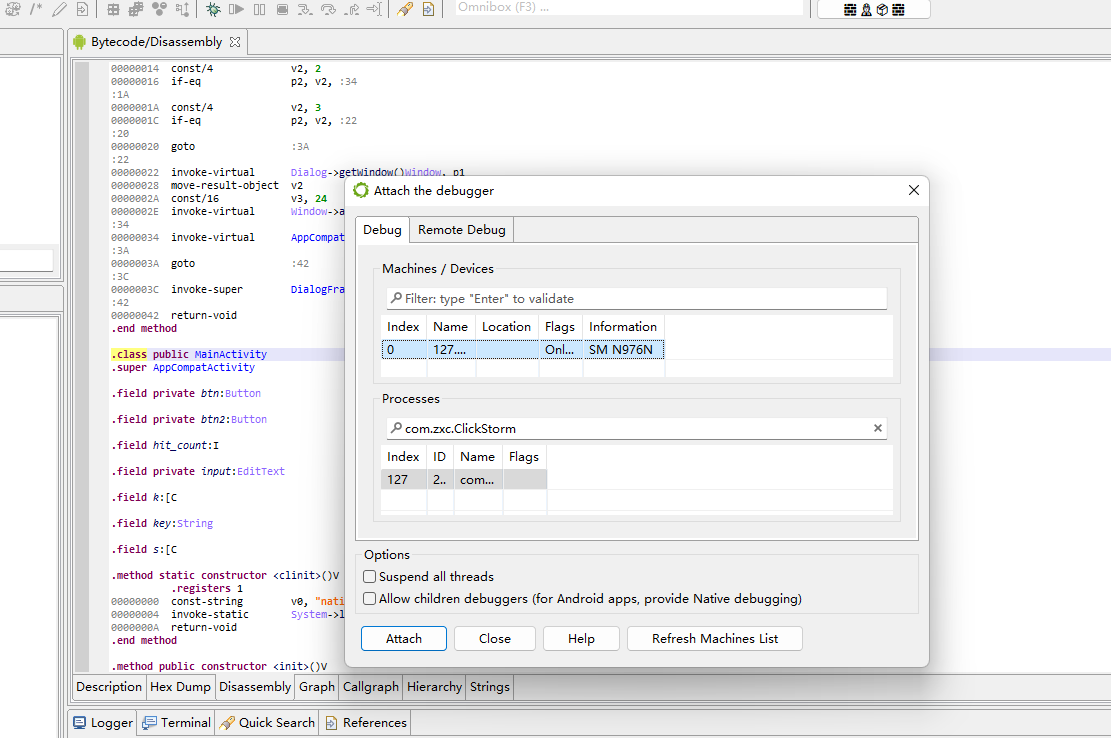 Omnibox (F3) ...
Bytecode/Disassembly
00000014 const/4 v2, 2
00000016 if-eq p2, v2, :34
:1A
0000001A const/4 v2, 3
0000001C if-eq p2, v2, :22
:20
00000020 goto :3A
:22
00000022 invoke-virtual Dialog->getWindow()Window, p1
00000028 move-result-object v2
0000002A const/16 v3, 24
0000002E invoke-virtual Window->a
:34
00000034 invoke-virtual AppCompat
:3A
0000003A goto :42
:3C
0000003C invoke-super DialogFra
:42
00000042 return-void
.end method
.class public MainActivity
.super AppCompatActivity
.field private btn:Button
.field private btn2:Button
.field hit_count:I
.field private input:EditText
.field k:[C
.field key:String
.field s:[C
.method static constructor <clinit>()V
.registers 1
00000000 const-string v0, "nati
00000004 invoke-static System->l
0000000A return-void
.end method
.method public constructor <init>()V
Attach the debugger
Debug Remote Debug
Machines / Devices
Filter: type "Enter" to validate
Index Name Location Flags Information
0 127.... Onl... SM N976N
Processes
com.zxc.ClickStorm
Index ID Name Flags
127 2.. com...
Options
Suspend all threads
Allow children debuggers (for Android apps, provide Native debugging)
Attach Close Help Refresh Machines List
Description Hex Dump Disassembly Graph Callgraph Hierarchy Strings
Logger Terminal Quick Search References